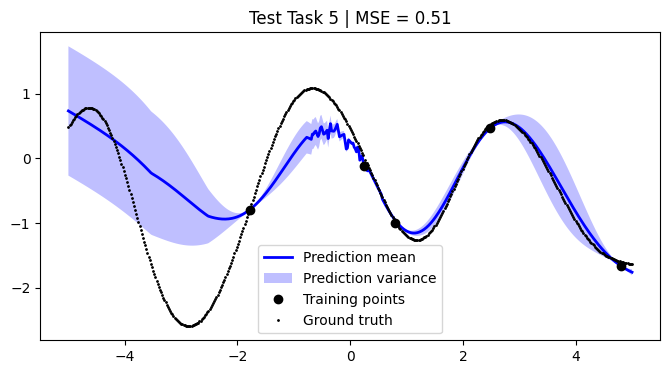 Test Task 5 | MSE = 0.51
1
0
−1
−2
Prediction mean
Prediction variance
Training points
Ground truth
−4 −2 0 2 4